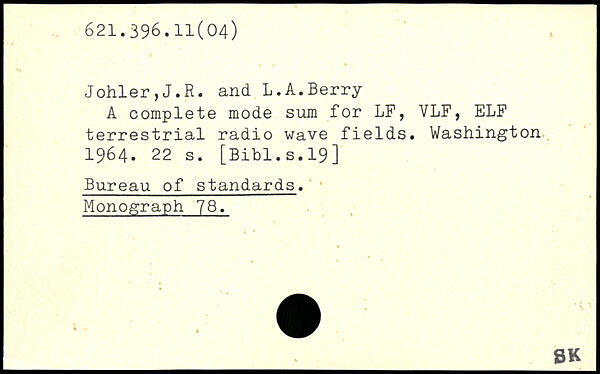 621.396.11(04)
Johler,J.R. and L.A.Berry
A complete mode sum for LF, VLF, ELF
terrestrial radio wave fields. Washington
1964. 22 s. [Bibl.s.19]
Bureau of standards.
Monograph 78.
SK